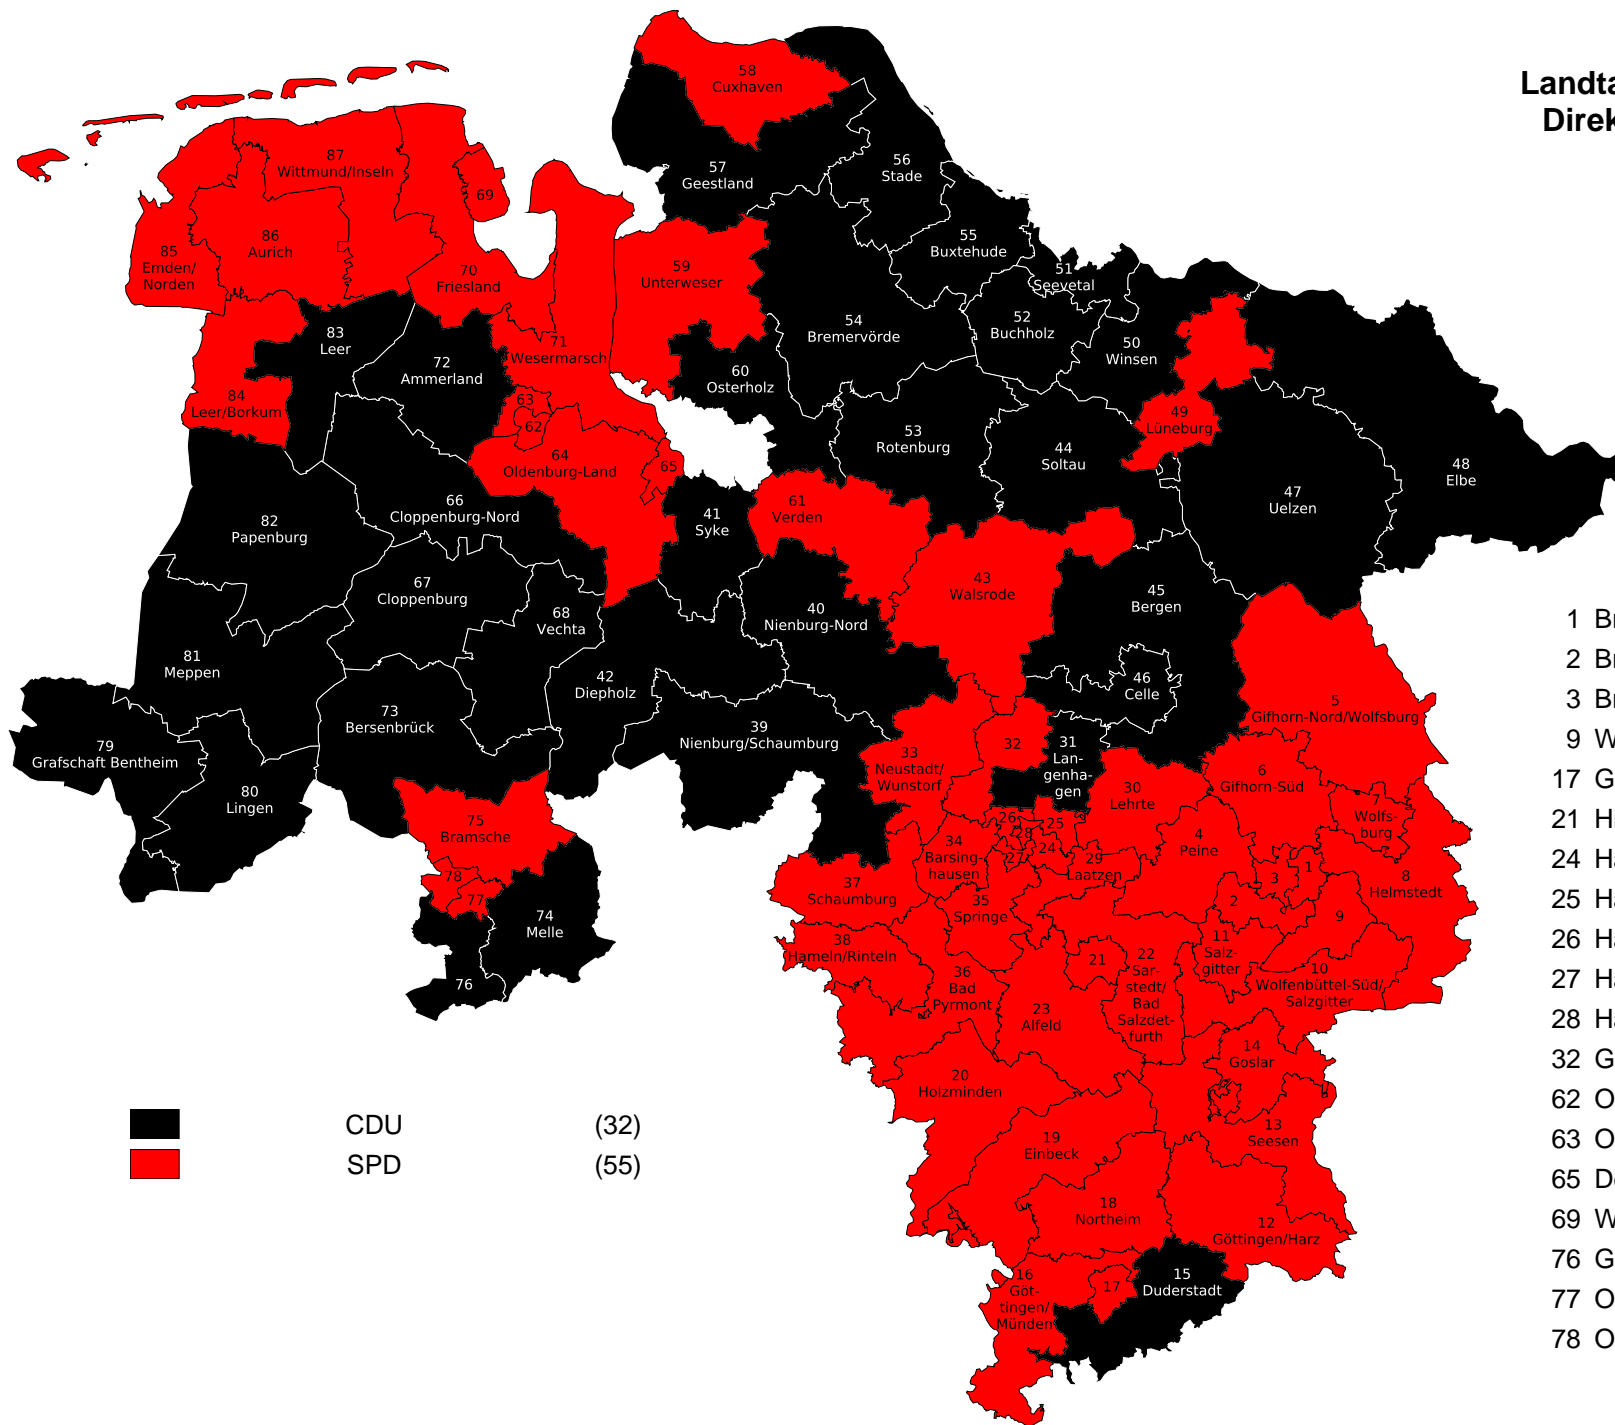 Landta
Direk
58
Cuxhaven
87
Wittmund/Inseln
57
Geestland
56
Stade
69
86
Aurich
85
Emden/
Norden
70
Friesland
59
Unterweser
55
Buxtehude
51
Seevetal
83
Leer
71
Wesermarsch
54
Bremervörde
52
Buchholz
50
Winsen
72
Ammerland
60
Osterholz
84
Leer/Borkum
63
62
49
Lüneburg
64
Oldenburg-Land
65
53
Rotenburg
44
Soltau
48
Elbe
47
Uelzen
66
Cloppenburg-Nord
41
Syke
61
Verden
82
Papenburg
67
Cloppenburg
43
Walsrode
45
Bergen
68
Vechta
40
Nienburg-Nord
81
Meppen
42
Diepholz
46
Celle
5
Gifhorn-Nord/Wolfsburg
73
Bersenbrück
39
Nienburg/Schaumburg
79
Grafschaft Bentheim
33
Neustadt/
Wunstorf
32
31
Lan-
genha-
gen
80
Lingen
6
Gifhorn-Süd
30
Lehrte
7
Wolfs-
burg
75
Bramsche
26
28
25
24
27
4
Peine
34
Barsing-
hausen
29
Laatzen
3
1
8
Helmstedt
78
77
37
Schaumburg
35
Springe
2
9
74
Melle
38
Hameln/Rinteln
21
22
Sar-
stedt/
Bad
Salzdet-
furth
11
Salz-
gitter
10
Wolfenbüttel-Süd/
Salzgitter
76
36
Bad
Pyrmont
23
Alfeld
14
Goslar
20
Holzminden
13
Seesen
19
Einbeck
18
Northeim
12
Göttingen/Harz
16
Göt-
tingen/
Münden
17
15
Duderstadt
CDU (32)
SPD (55)
1 Br
2 Br
3 Br
9 W
17 G
21 Hi
24 Ha
25 Ha
26 Ha
27 Ha
28 Ha
32 G
62 O
63 O
65 De
69 W
76 G
77 O
78 O